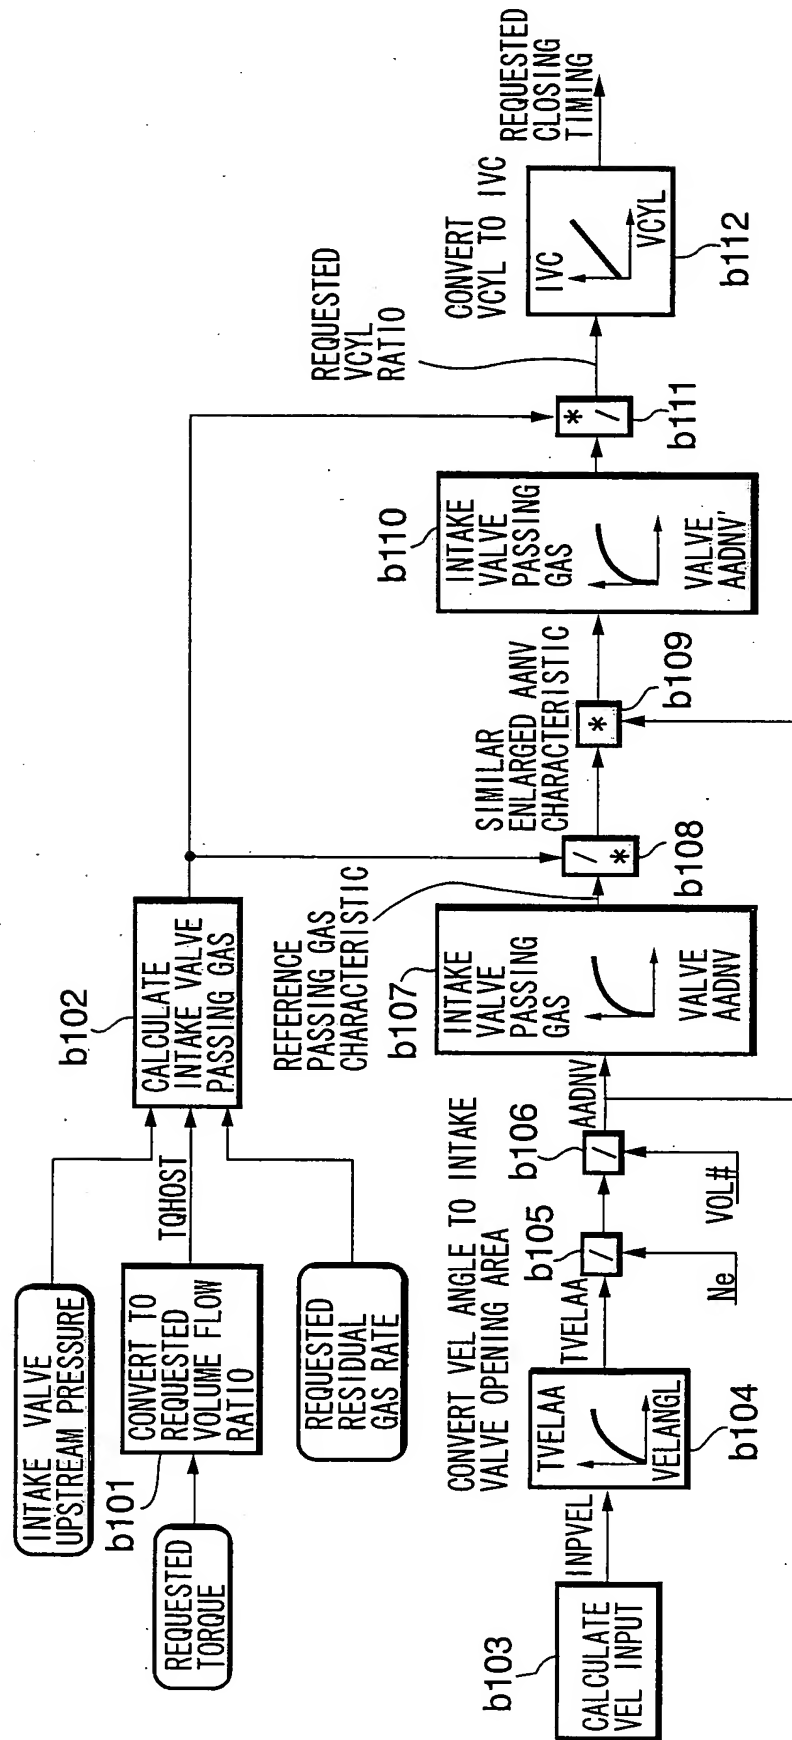 INTAKE VALVE
UPSTREAM PRESSURE
REQUESTED
TORQUE
b101
CONVERT TO
REQUESTED
VOLUME FLOW
RATIO
TQHOST
REQUESTED
RESIDUAL
GAS RATE
b102
CALCULATE
INTAKE VALVE
PASSING GAS
b103
CALCULATE
VEL INPUT
INPVEL
CONVERT VEL ANGLE TO INTAKE
VALVE OPENING AREA
TVELAA
VELANGL
b104
TVELAA
b105
/
Ne
b106
/
VOL#
AADNV
REFERENCE
PASSING GAS
CHARACTERISTIC
b107
INTAKE
VALVE
PASSING
GAS
VALVE
AADNV
/
*
b108
SIMILAR
ENLARGED AANV
CHARACTERISTIC
*
b109
b110
INTAKE
VALVE
PASSING
GAS
VALVE
AADNV'
*
/
b111
REQUESTED
VCYL
RATIO
CONVERT
VCYL TO IVC
IVC
VCYL
b112
REQUESTED
CLOSING
TIMING